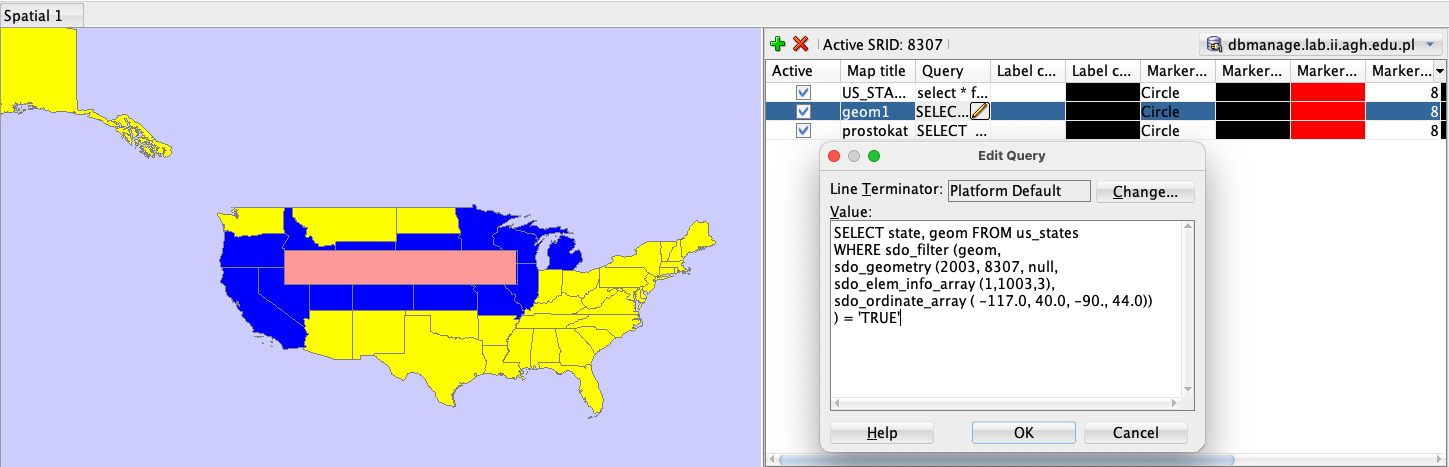 Spatial 1
Active SRID: 8307
dbmanage.lab.ii.agh.edu.pl
Active Map title Query Label c... Label c... Marker... Marker... Marker... Marker...
US_STA... select * f... Circle 8
geom1 SELEC... Circle 8
prostokat SELECT ... Circle 8
Edit Query
Line Terminator: Platform Default Change...
Value:
SELECT state, geom FROM us_states
WHERE sdo_filter (geom,
sdo_geometry (2003, 8307, null,
sdo_elem_info_array (1,1003,3),
sdo_ordinate_array ( -117.0, 40.0, -90., 44.0))
) = 'TRUE'
Help OK Cancel